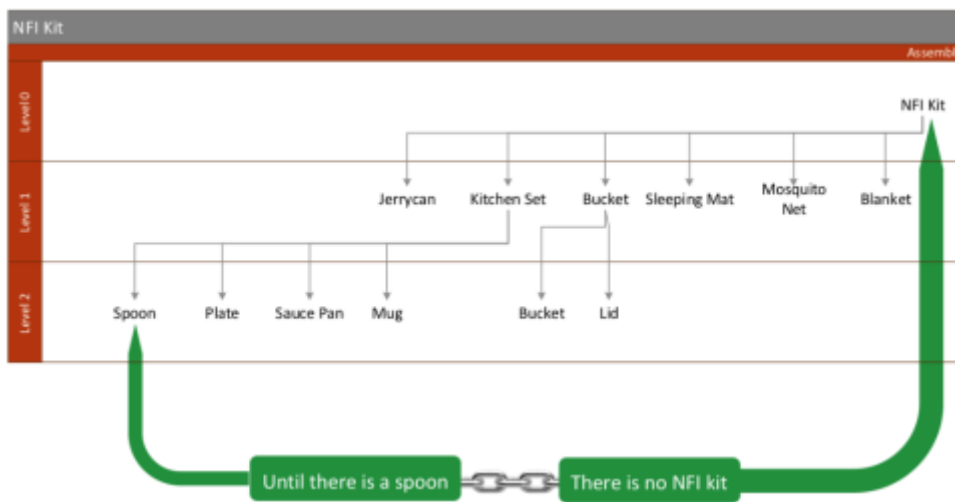 NFI Kit
Assembl
Level 0
NFI Kit
Level 1
Jerrycan Kitchen Set Bucket Sleeping Mat Mosquito Net Blanket
Level 2
Spoon Plate Sauce Pan Mug Bucket Lid
Until there is a spoon There is no NFI kit